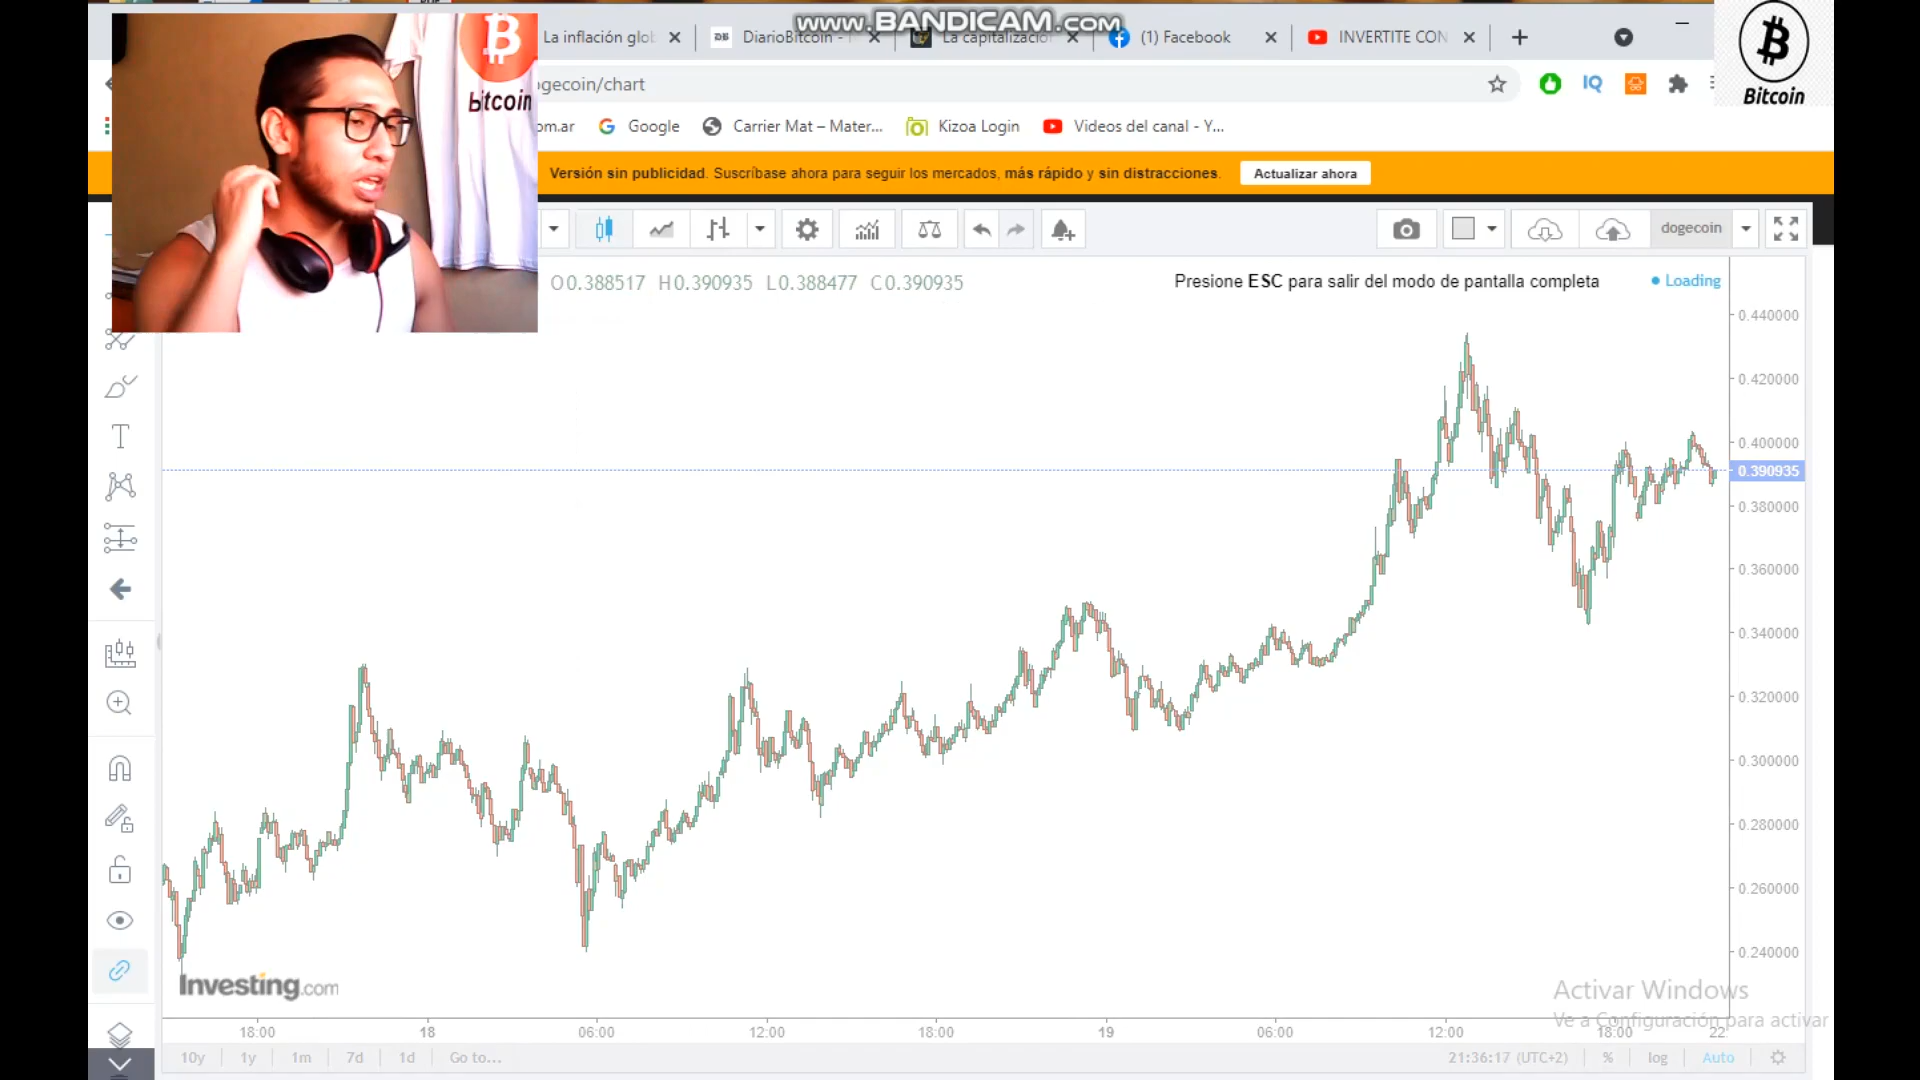 www.BANDICAM.com
La inflación glob
DiarioBitcoin -
La capitalización
(1) Facebook
INVERTITE CON
ogecoin/chart
IQ
Bitcoin
bitcoin
om.ar
Google
Carrier Mat – Mater...
Kizoa Login
Videos del canal - Y...
Versión sin publicidad. Suscríbase ahora para seguir los mercados, más rápido y sin distracciones.
Actualizar ahora
dogecoin
O0.388517 H0.390935 L0.388477 C0.390935
Presione ESC para salir del modo de pantalla completa
Loading
0.440000
0.420000
0.400000
0.390935
0.380000
0.360000
0.340000
0.320000
0.300000
0.280000
0.260000
0.240000
Investing.com
Activar Windows
Ve a Configuración para activar
18:00 18 06:00 12:00 18:00 19 06:00 12:00 18:00 22
10y 1y 1m 7d 1d Go to... 21:36:17 (UTC+2) % log Auto